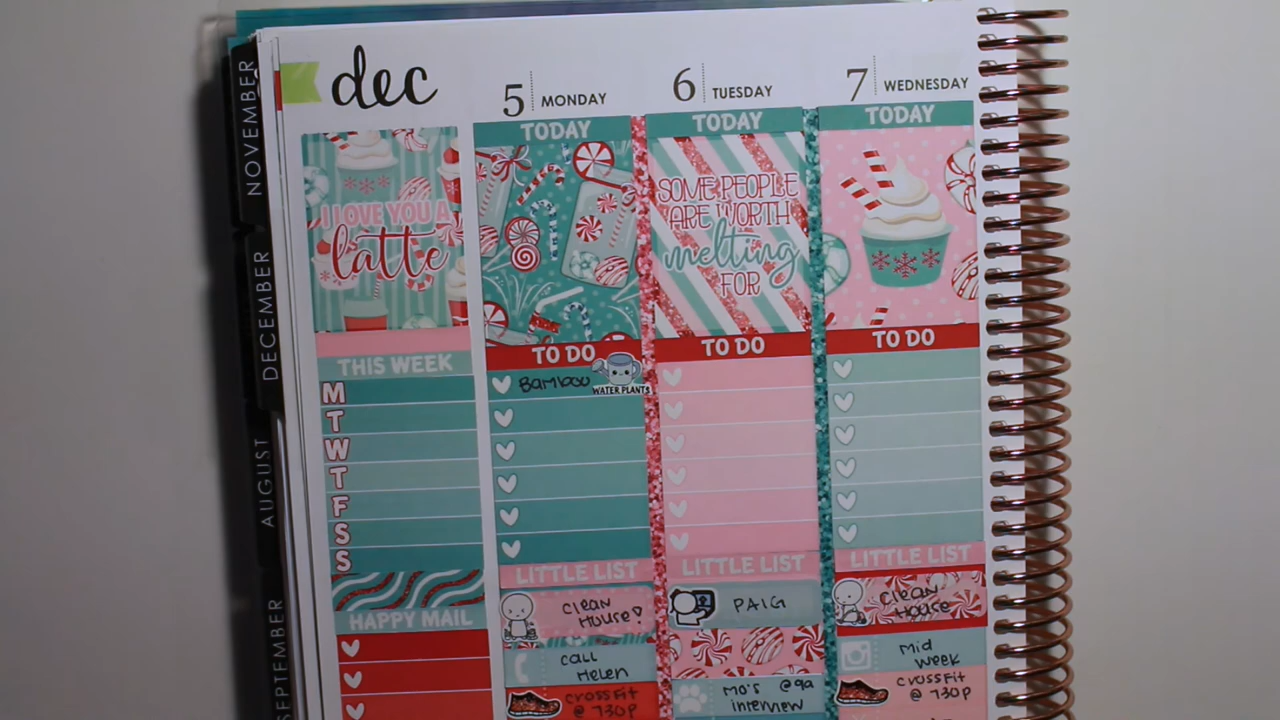 NOVEMBER
DECEMBER
AUGUST
SEPTEMBER
dec
I LOVE YOU A
latte
THIS WEEK
M
T
W
T
F
S
S
HAPPY MAIL
5 MONDAY
TODAY
TO DO
Bamboo
WATER PLANTS
LITTLE LIST
CLEAN
HOUSE!
CALL
Helen
CROSSFIT
@ 730P
6 TUESDAY
TODAY
SOME PEOPLE
ARE WORTH
melting
FOR
TO DO
LITTLE LIST
PAIG
MO'S @9a
interview
7 WEDNESDAY
TODAY
TO DO
LITTLE LIST
CLEAN
HOUSE
mid
week
CROSSFIT
@ 730P